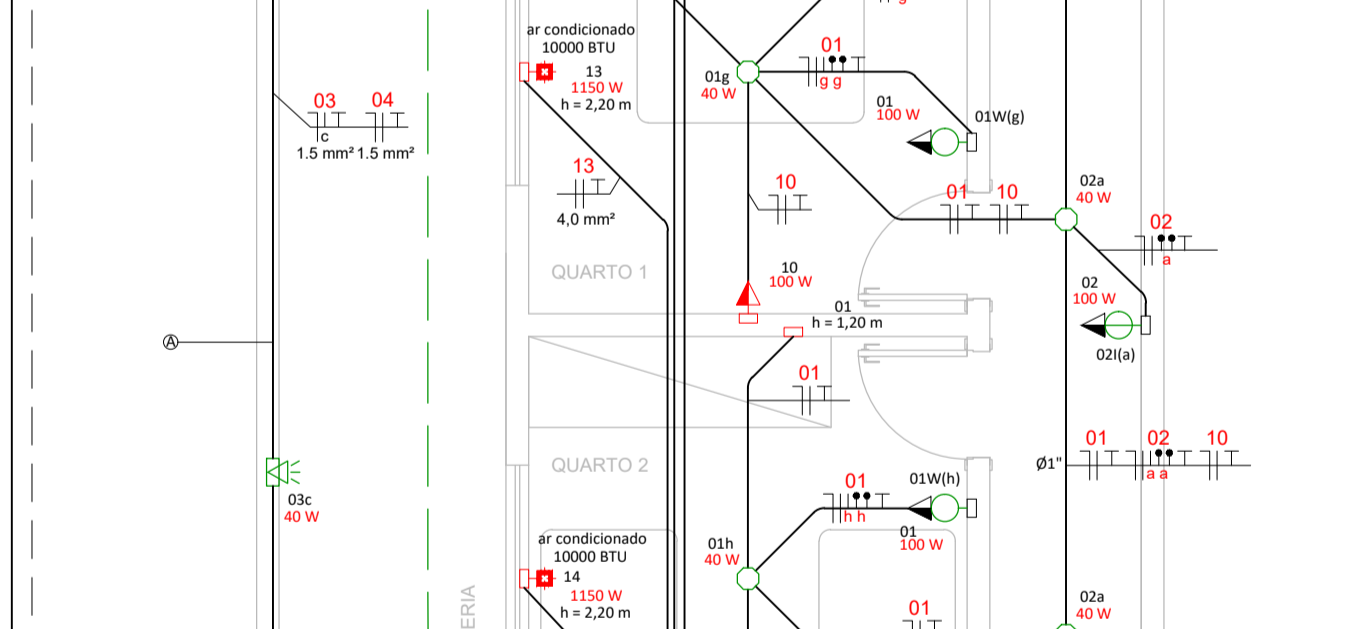 g
ar condicionado
10000 BTU
13
1150 W
h = 2,20 m
01g
40 W
01
g g
01
100 W
01W(g)
03 04
c
1.5 mm² 1.5 mm²
13
4,0 mm²
10
01 10
02a
40 W
02
a
QUARTO 1
10
100 W
02
100 W
02I(a)
01
h = 1,20 m
A
01
QUARTO 2
Ø1"
01 02 10
a a
03c
40 W
01
h h
01W(h)
01
100 W
ar condicionado
10000 BTU
14
1150 W
h = 2,20 m
01h
40 W
ERIA
01
02a
40 W